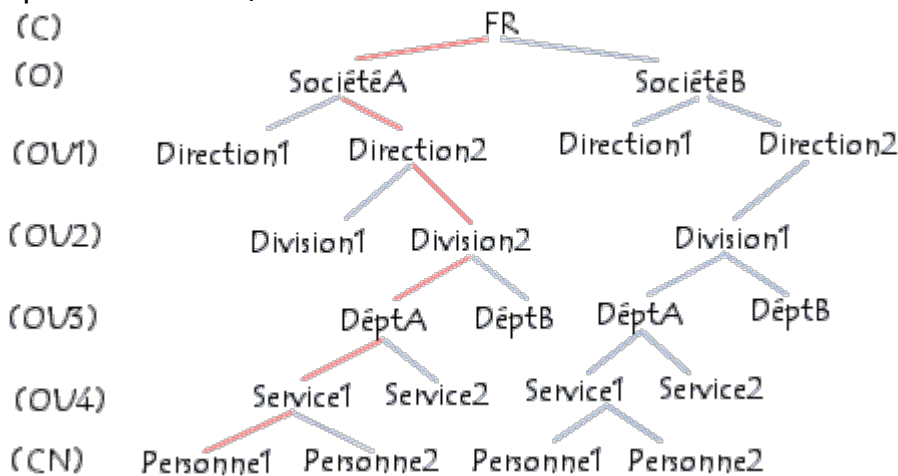 (C) FR
(O) SociétéA SociétéB
(OU1) Direction1 Direction2 Direction1 Direction2
(OU2) Division1 Division2 Division1
(OU3) DéptA DéptB DéptA DéptB
(OU4) Service1 Service2 Service1 Service2
(CN) Personne1 Personne2 Personne1 Personne2